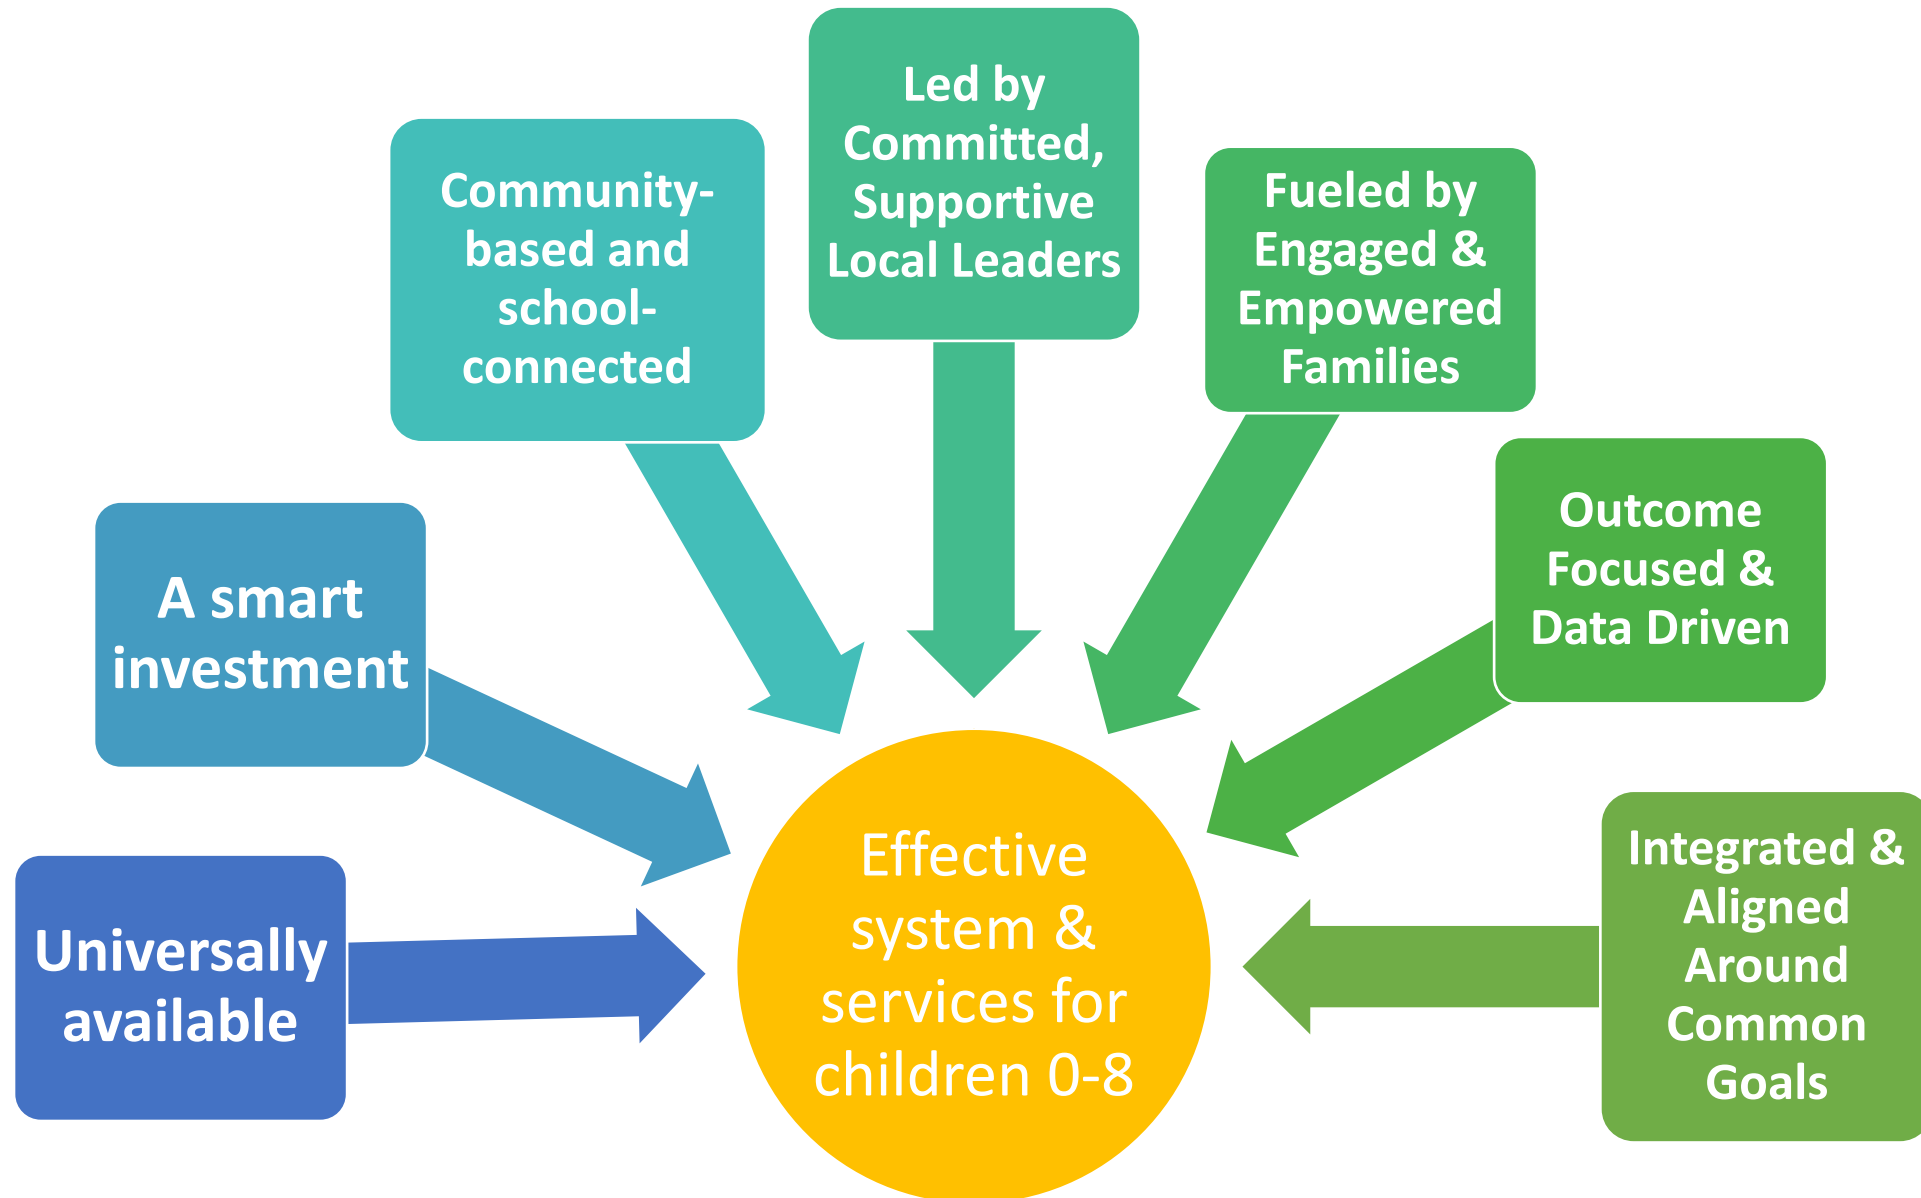 Universally
available
A smart
investment
Community-
based and
school-
connected
Led by
Committed,
Supportive
Local Leaders
Fueled by
Engaged &
Empowered
Families
Outcome
Focused &
Data Driven
Integrated &
Aligned
Around
Common
Goals
Effective
system &
services for
children 0-8